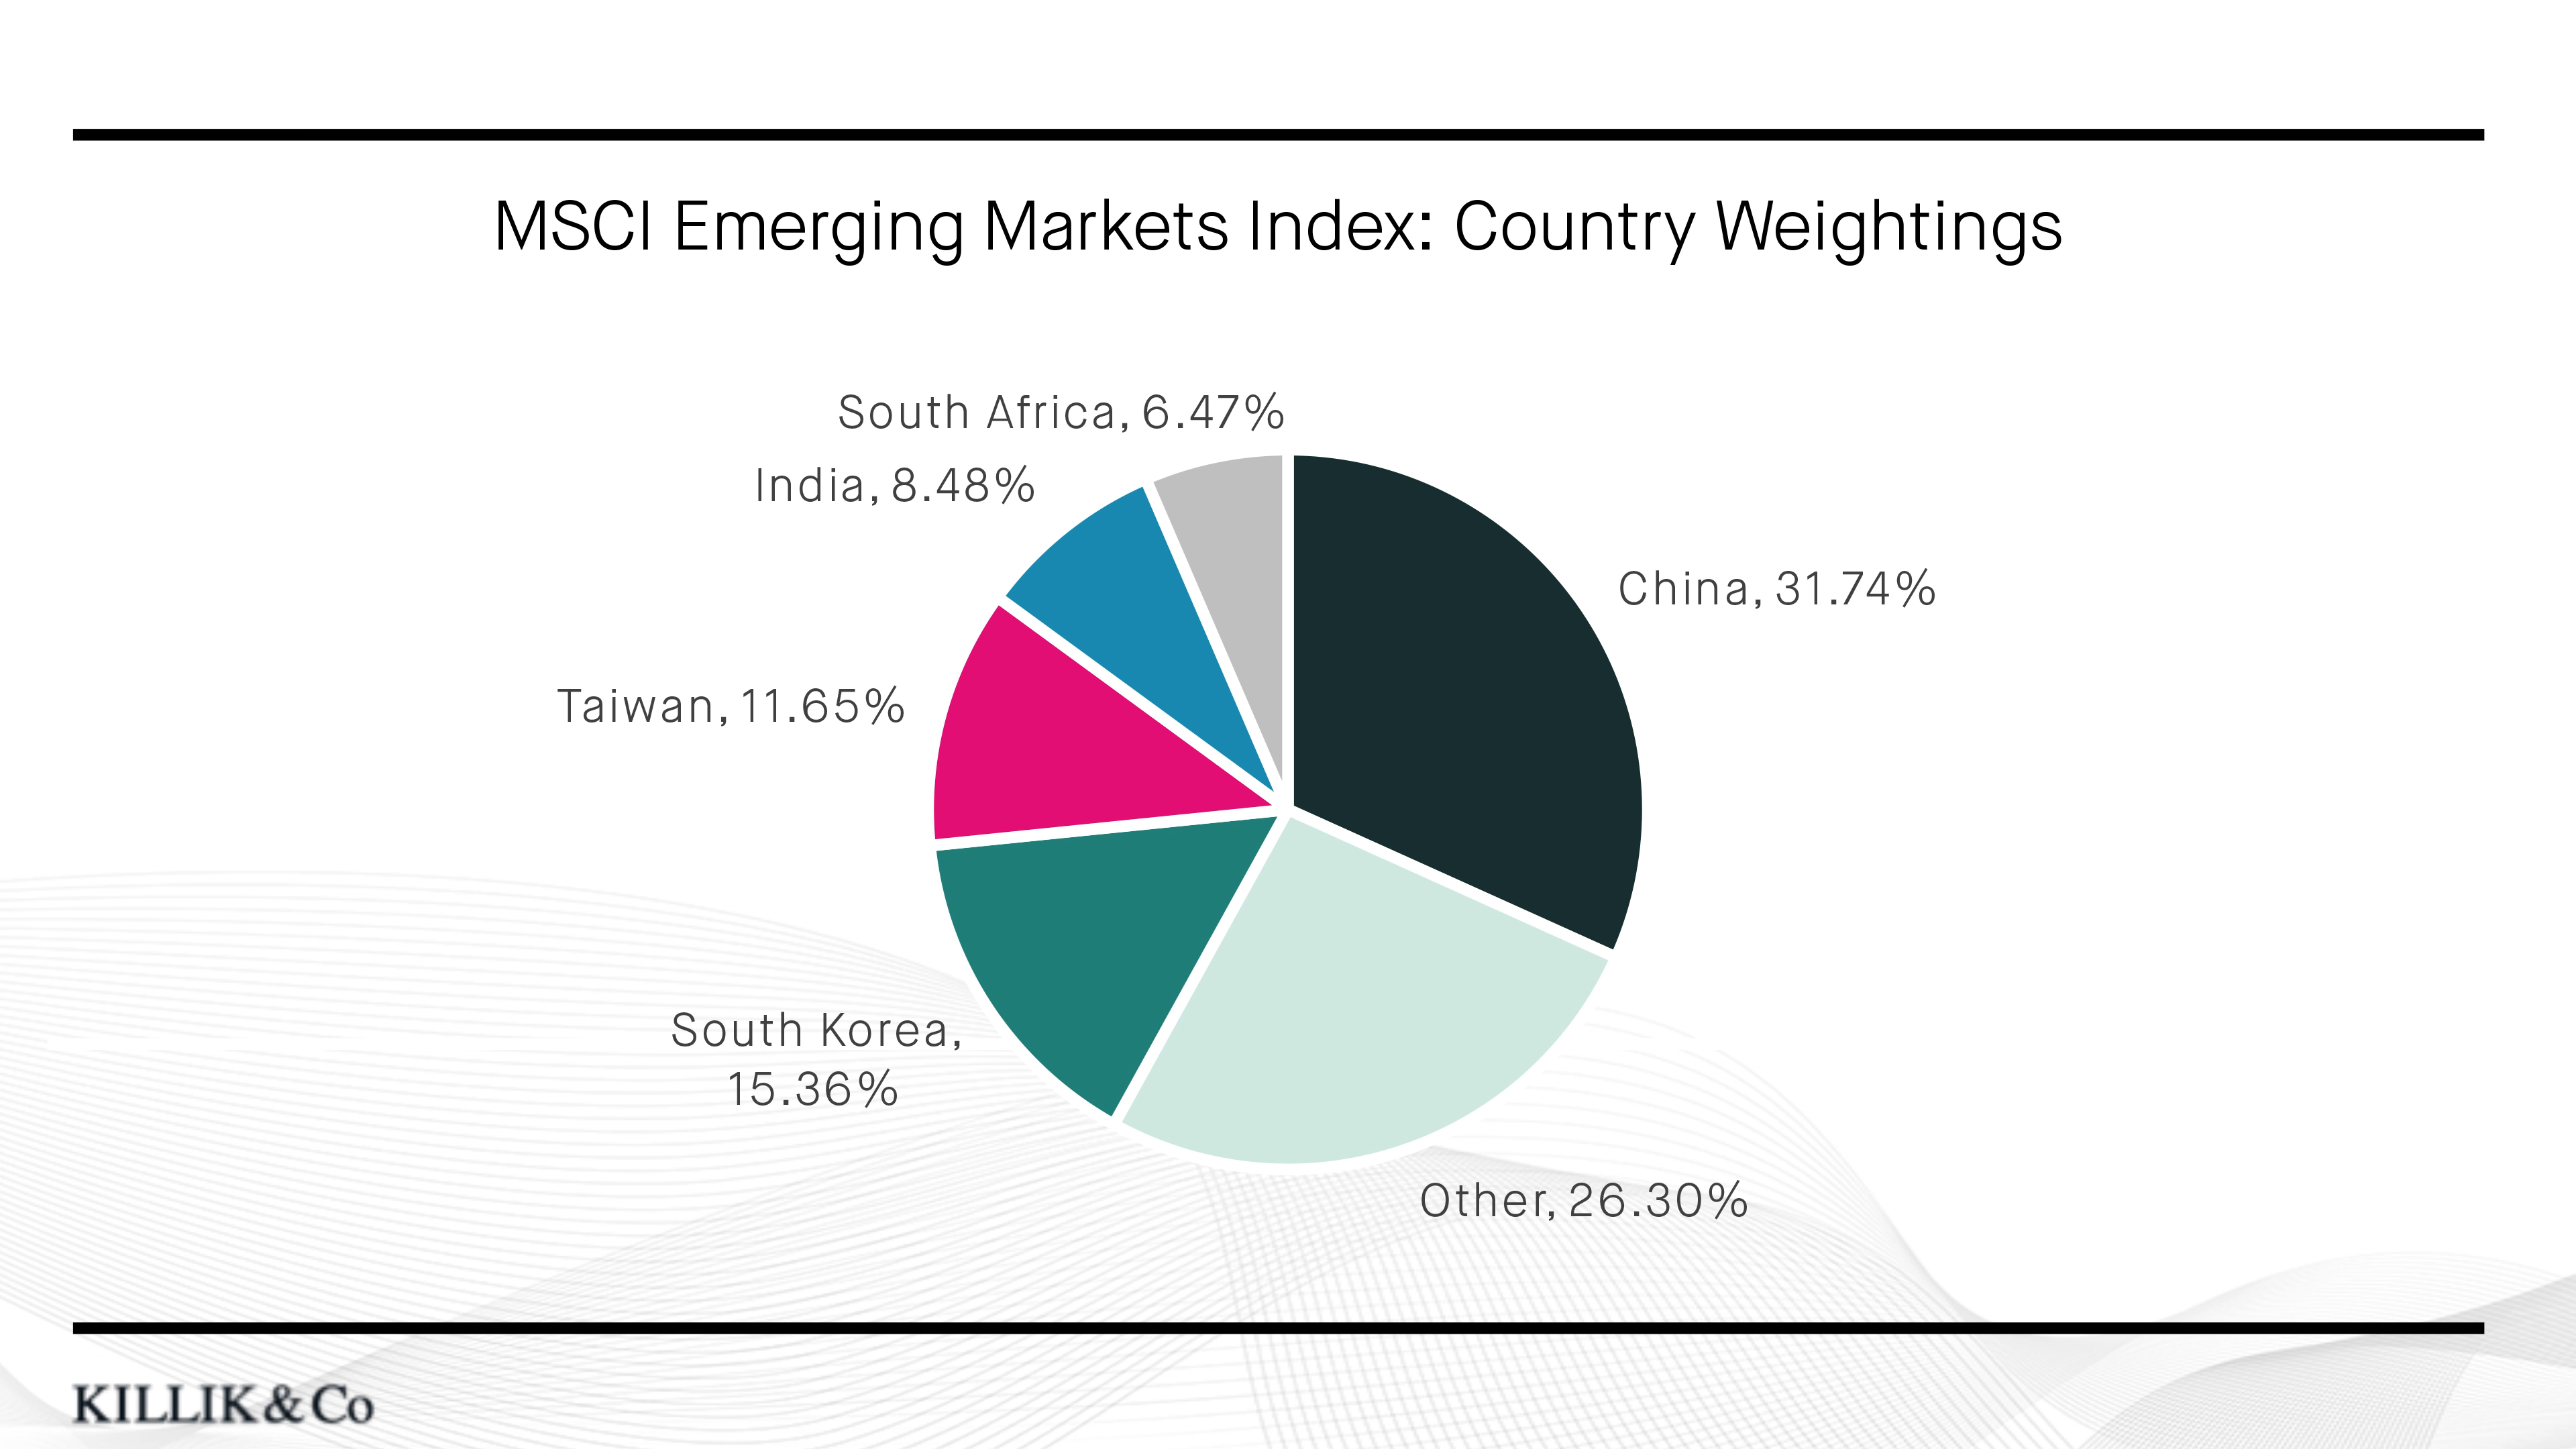 MSCI Emerging Markets Index: Country Weightings
South Africa, 6.47%
India, 8.48%
China, 31.74%
Taiwan, 11.65%
South Korea,
15.36%
Other, 26.30%
KILLIK & Co